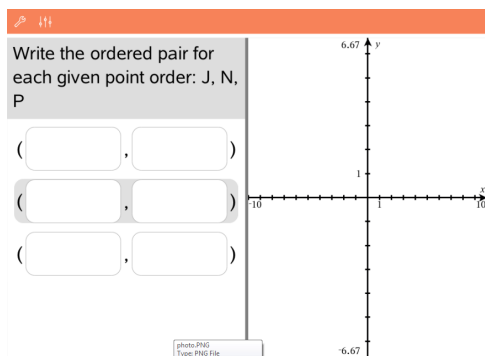 Write the ordered pair for
each given point order: J, N,
P
( , )
( , )
( , )
6.67 y
1
x
-10 1 10
-6.67
photo.PNG
Type: PNG File